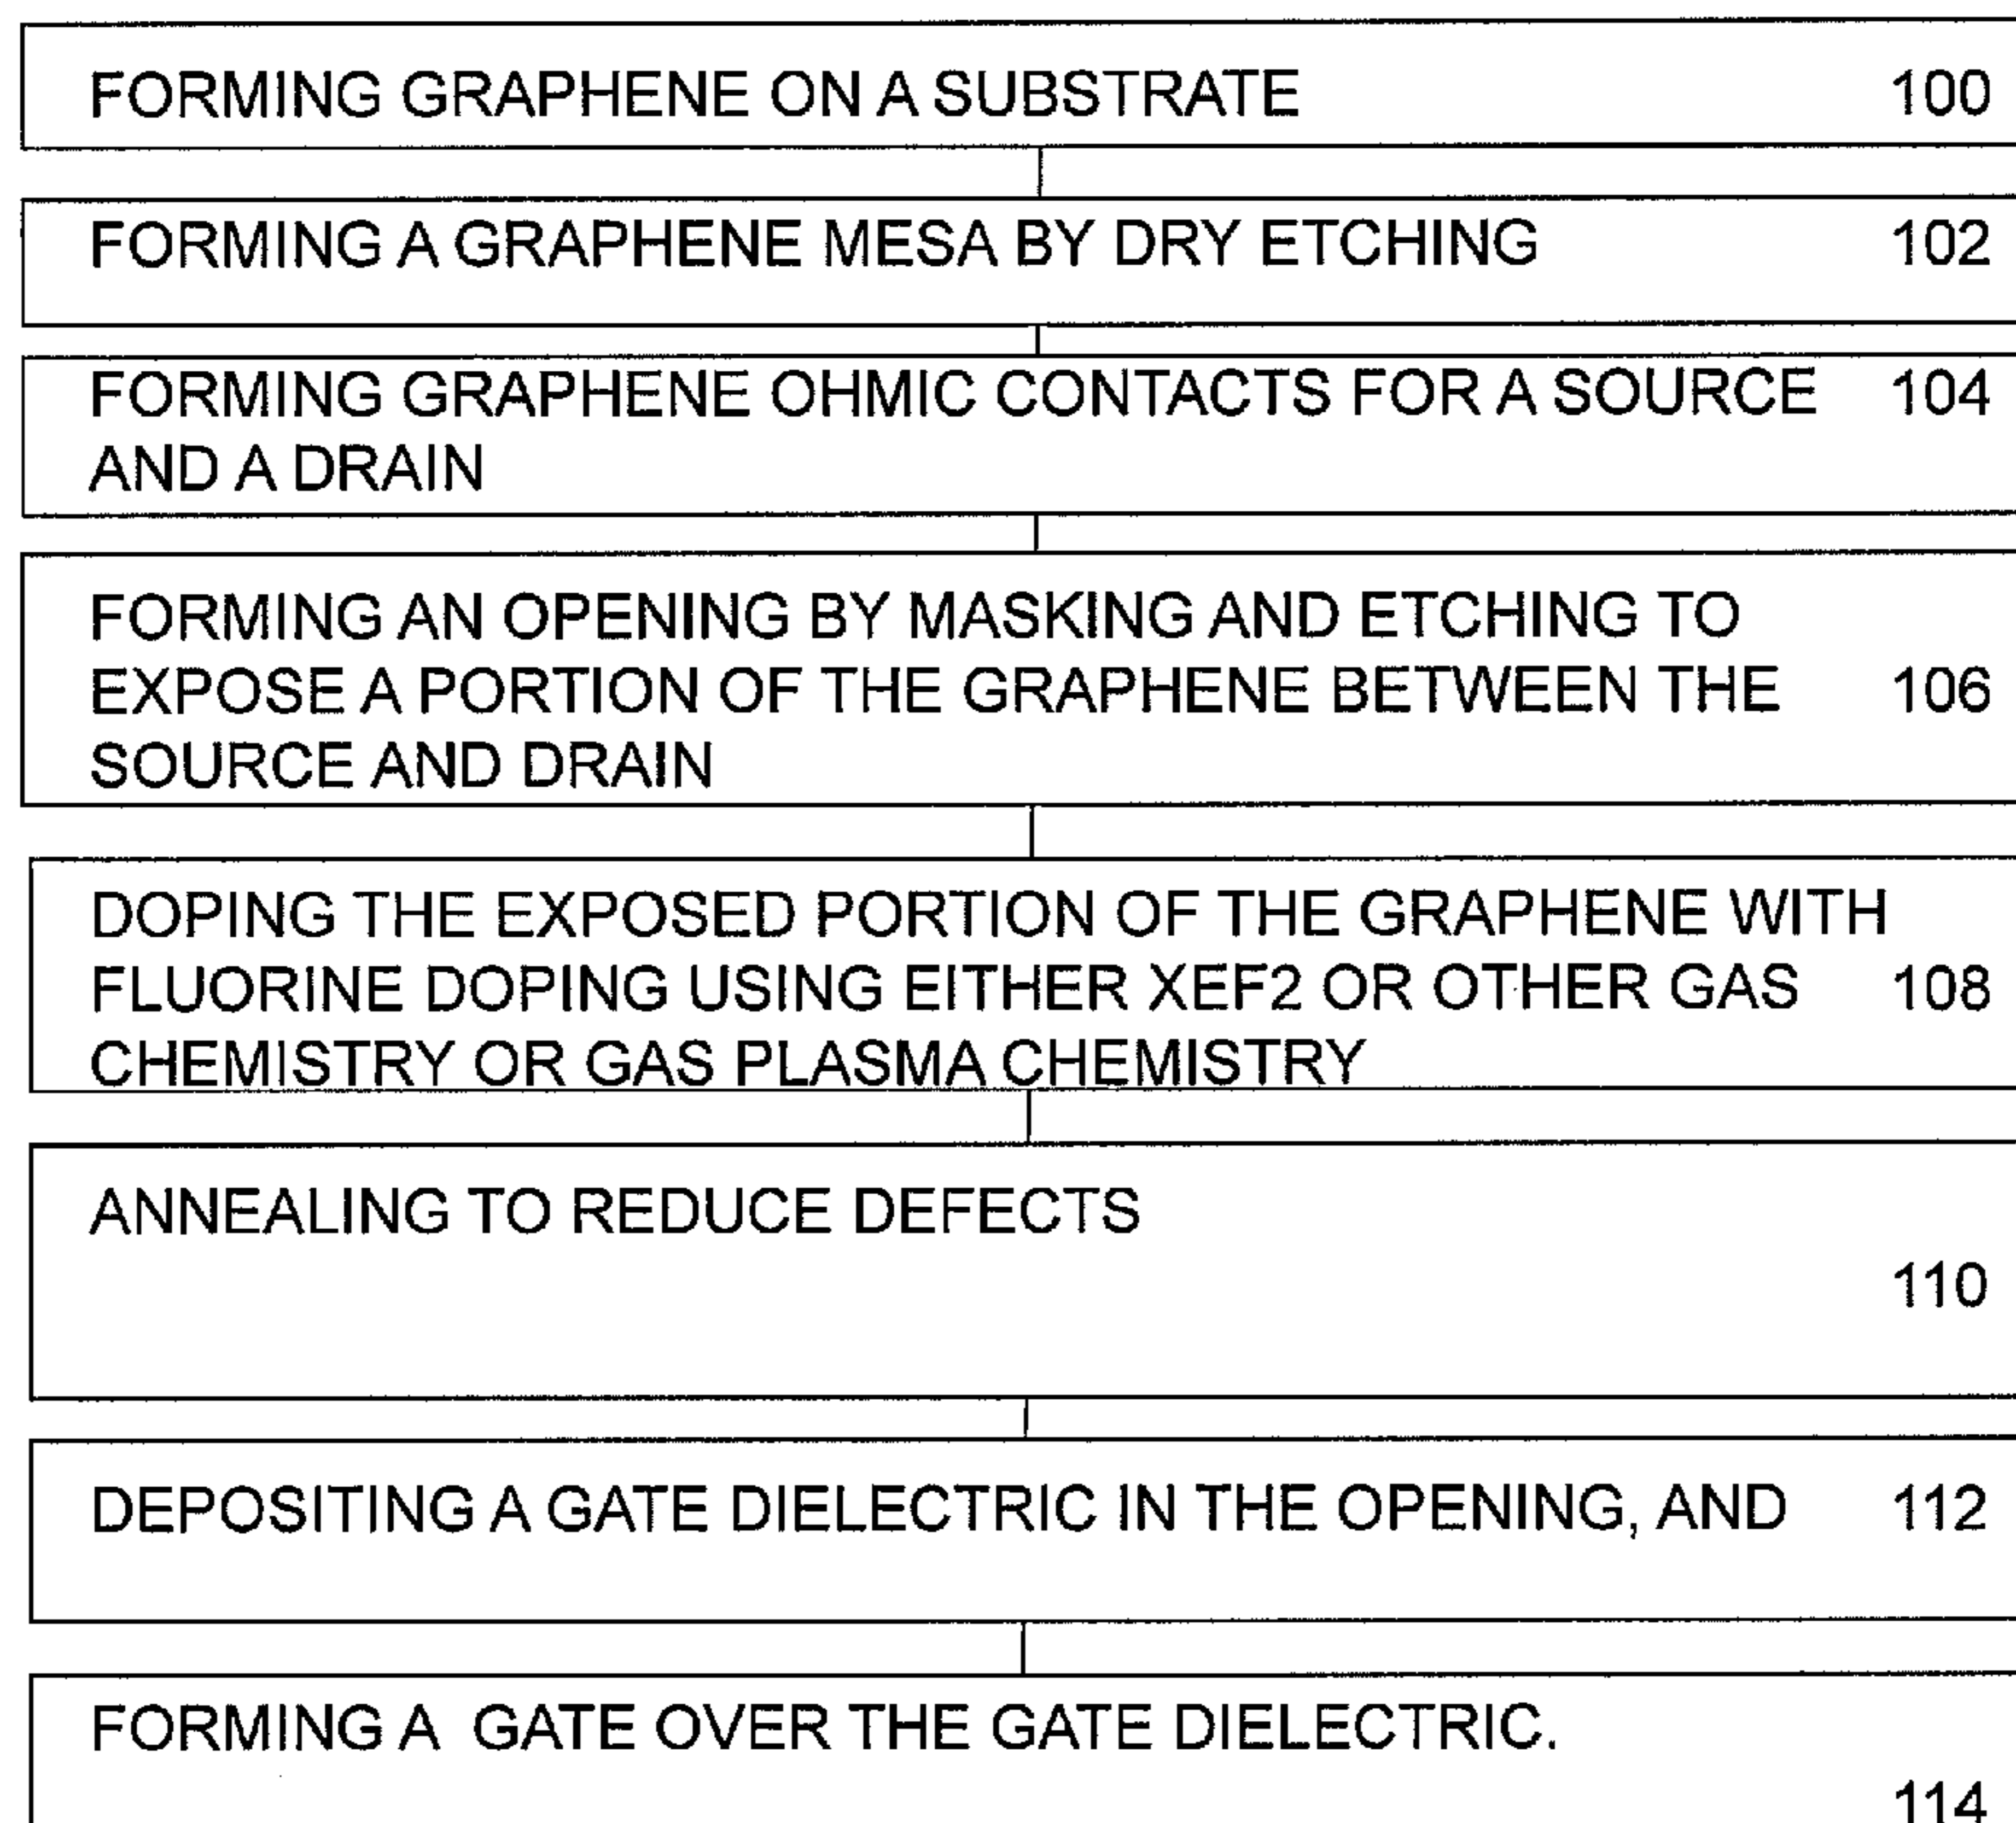 FORMING GRAPHENE ON A SUBSTRATE 100
FORMING A GRAPHENE MESA BY DRY ETCHING 102
FORMING GRAPHENE OHMIC CONTACTS FOR A SOURCE 104
AND A DRAIN
FORMING AN OPENING BY MASKING AND ETCHING TO
EXPOSE A PORTION OF THE GRAPHENE BETWEEN THE 106
SOURCE AND DRAIN
DOPING THE EXPOSED PORTION OF THE GRAPHENE WITH
FLUORINE DOPING USING EITHER XEF2 OR OTHER GAS 108
CHEMISTRY OR GAS PLASMA CHEMISTRY
ANNEALING TO REDUCE DEFECTS
110
DEPOSITING A GATE DIELECTRIC IN THE OPENING, AND 112
FORMING A GATE OVER THE GATE DIELECTRIC.
114